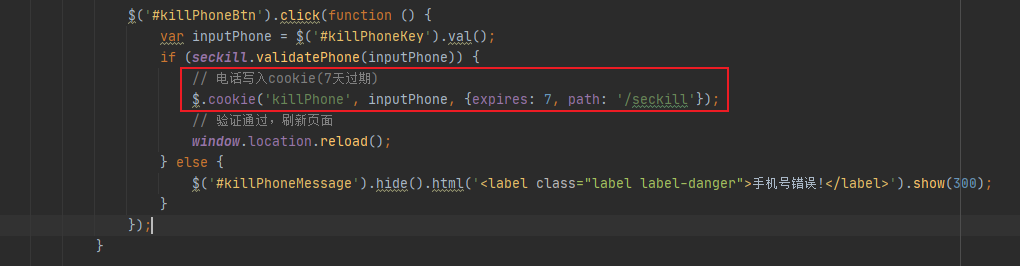 $('#killPhoneBtn').click(function () {
var inputPhone = $('#killPhoneKey').val();
if (seckill.validatePhone(inputPhone)) {
// 电话写入cookie(7天过期)
$.cookie('killPhone', inputPhone, {expires: 7, path: '/seckill'});
// 验证通过，刷新页面
window.location.reload();
} else {
$('#killPhoneMessage').hide().html('<label class="label label-danger">手机号错误!</label>').show(300);
}
});
}